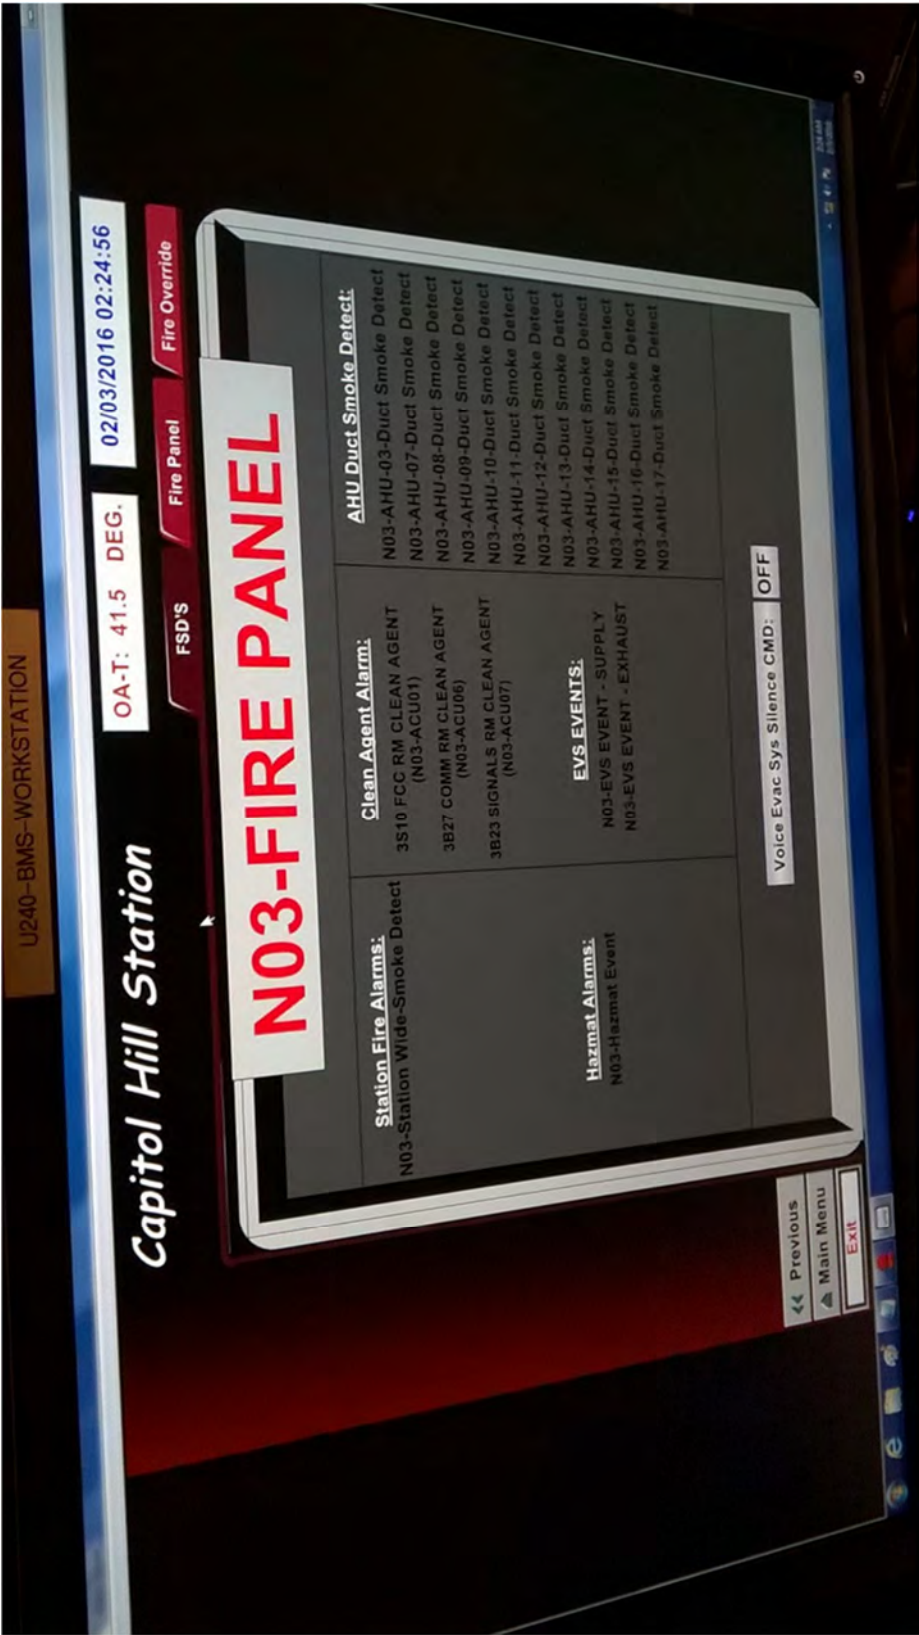 U240-BMS-WORKSTATION
Capitol Hill Station
OA-T: 41.5 DEG.
02/03/2016 02:24:56
FSD'S
Fire Panel
Fire Override
N03-FIRE PANEL
Station Fire Alarms:
N03-Station Wide-Smoke Detect
Hazmat Alarms:
N03-Hazmat Event
Clean Agent Alarm:
3S10 FCC RM CLEAN AGENT
(N03-ACU01)
3B27 COMM RM CLEAN AGENT
(N03-ACU06)
3B23 SIGNALS RM CLEAN AGENT
(N03-ACU07)
EVS EVENTS:
N03-EVS EVENT - SUPPLY
N03-EVS EVENT - EXHAUST
AHU Duct Smoke Detect:
N03-AHU-03-Duct Smoke Detect
N03-AHU-07-Duct Smoke Detect
N03-AHU-08-Duct Smoke Detect
N03-AHU-09-Duct Smoke Detect
N03-AHU-10-Duct Smoke Detect
N03-AHU-11-Duct Smoke Detect
N03-AHU-12-Duct Smoke Detect
N03-AHU-13-Duct Smoke Detect
N03-AHU-14-Duct Smoke Detect
N03-AHU-15-Duct Smoke Detect
N03-AHU-16-Duct Smoke Detect
N03-AHU-17-Duct Smoke Detect
Voice Evac Sys Silence CMD: OFF
Previous
Main Menu
Exit